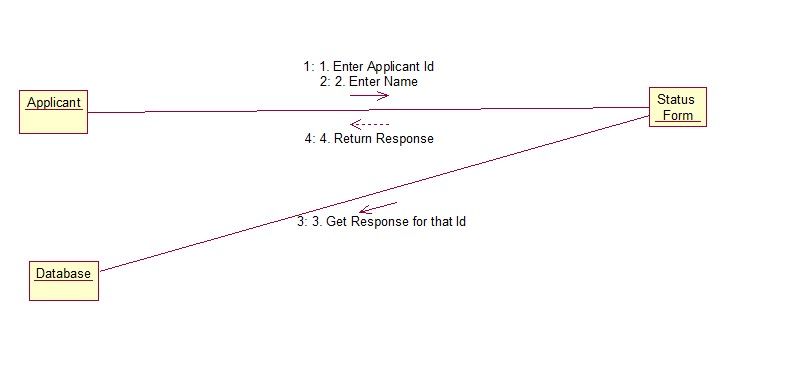 1: 1. Enter Applicant Id
2: 2. Enter Name
Applicant
Status
Form
4: 4. Return Response
3: 3. Get Response for that Id
Database